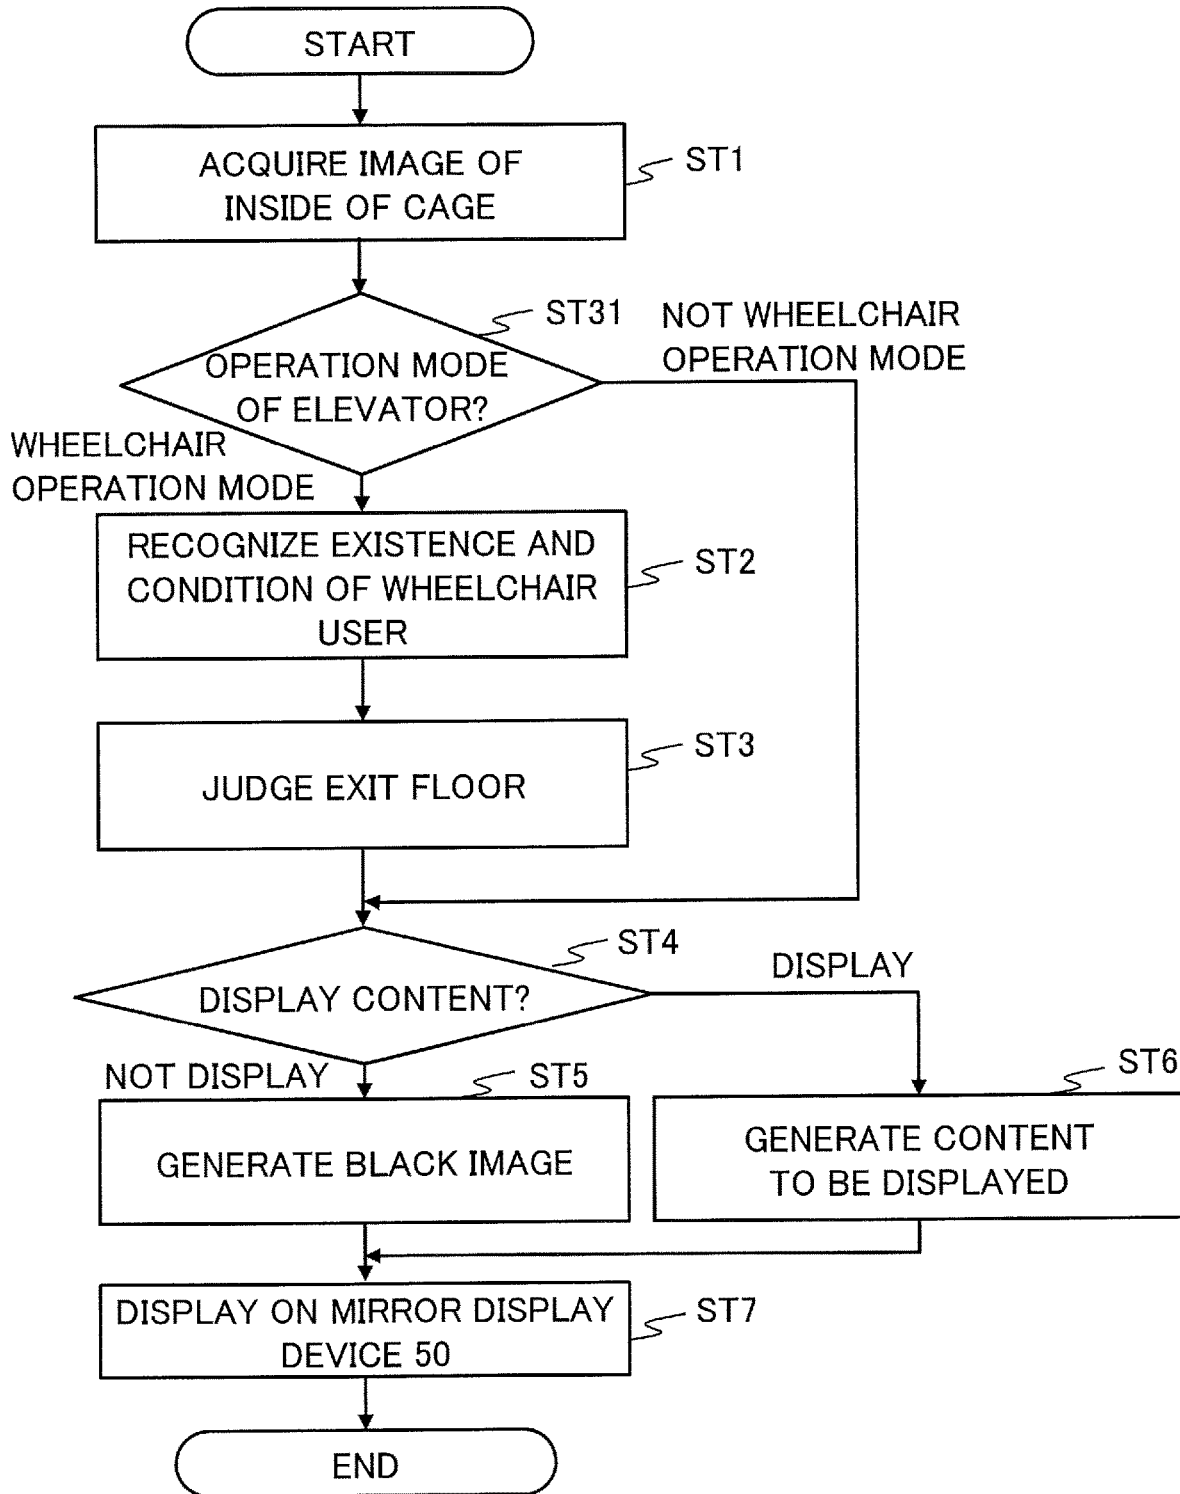 START
ACQUIRE IMAGE OF
INSIDE OF CAGE
ST1
ST31
NOT WHEELCHAIR
OPERATION MODE
OPERATION MODE
OF ELEVATOR?
WHEELCHAIR
OPERATION MODE
RECOGNIZE EXISTENCE AND
CONDITION OF WHEELCHAIR
USER
ST2
JUDGE EXIT FLOOR
ST3
ST4
DISPLAY CONTENT?
DISPLAY
NOT DISPLAY
ST5
GENERATE BLACK IMAGE
ST6
GENERATE CONTENT
TO BE DISPLAYED
DISPLAY ON MIRROR DISPLAY
DEVICE 50
ST7
END